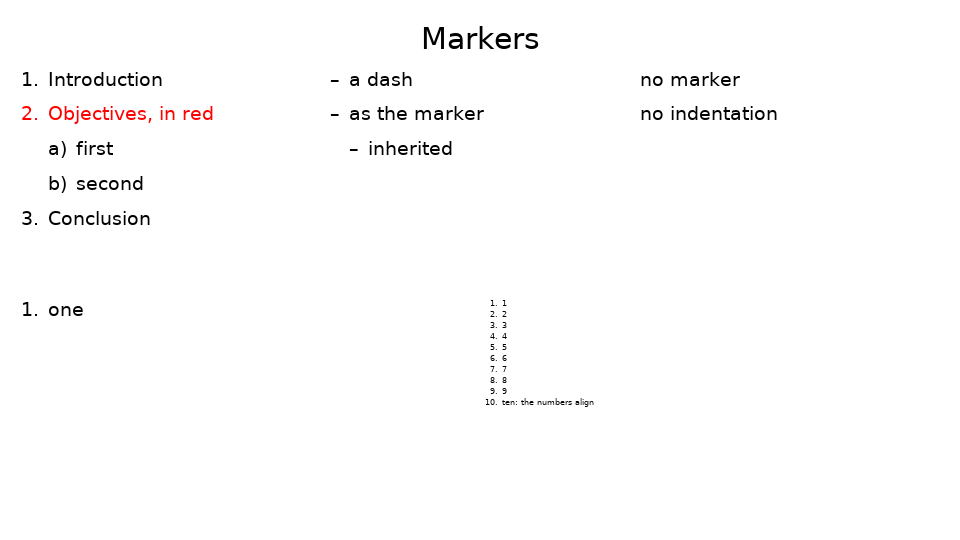 Markers
1. Introduction
2. Objectives, in red
a) first
b) second
3. Conclusion
– a dash
– as the marker
– inherited
no marker
no indentation
1. one
1. 1
2. 2
3. 3
4. 4
5. 5
6. 6
7. 7
8. 8
9. 9
10. ten: the numbers align